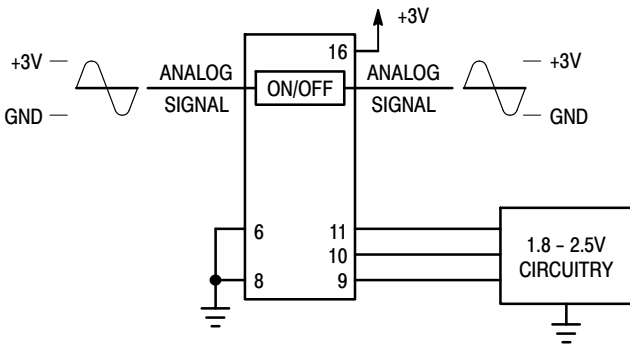 +3V
16
+3V
ANALOG
SIGNAL
ON/OFF
ANALOG
SIGNAL
+3V
GND
GND
6
11
10
8
9
1.8 – 2.5V
CIRCUITRY